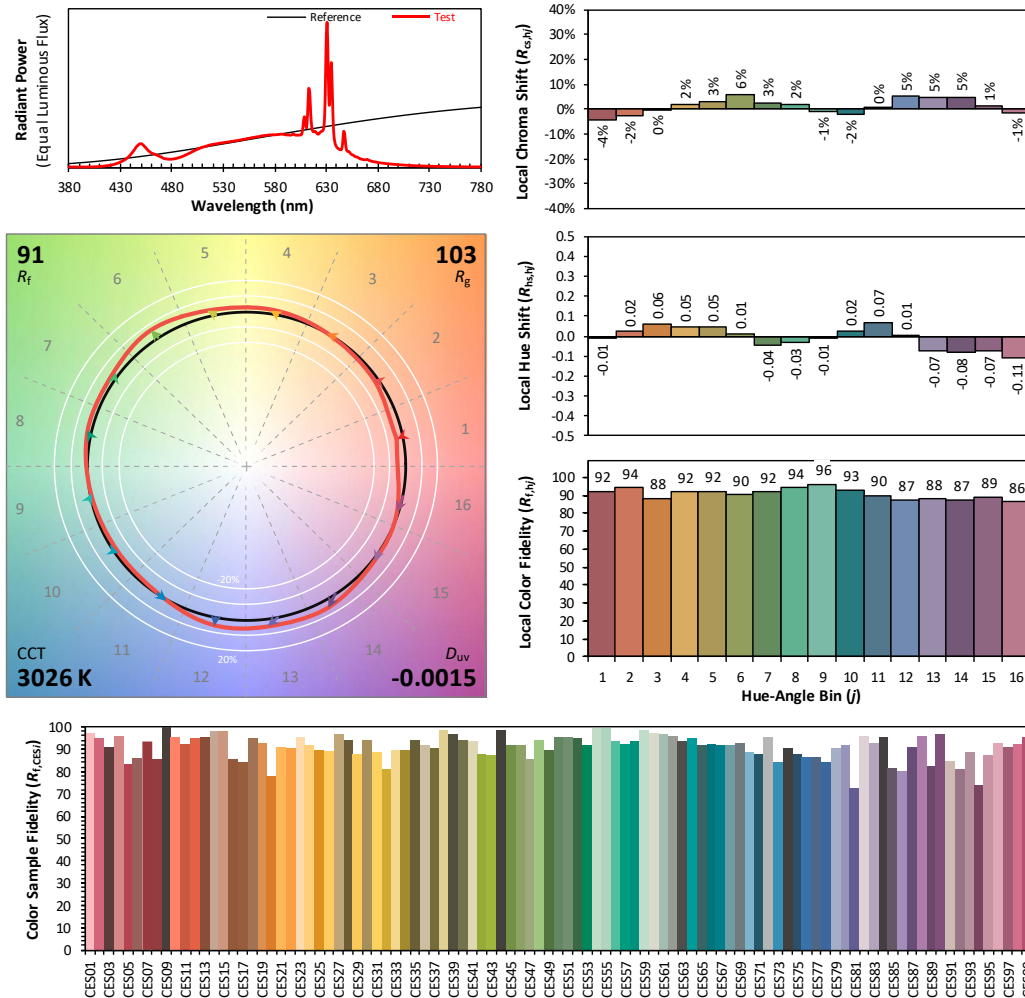 Reference
Test
Radiant Power
(Equal Luminous Flux)
380 430 480 530 580 630 680 730 780
Wavelength (nm)
Local Chroma Shift (Rcs,hj)
40%
30%
20%
10%
0%
-10%
-20%
-30%
-40%
-4% -2% 0% 2% 3% 6% 3% 2% -1% -2% 0% 5% 5% 5% 1% -1%
91
Rf
103
Rg
5 4
6 3
7 2
8 1
9 16
10 15
11 14
12 13
-20%
20%
CCT
3026 K
Duv
-0.0015
Local Hue Shift (Rhs,hj)
0.5
0.4
0.3
0.2
0.1
0.0
-0.1
-0.2
-0.3
-0.4
-0.5
-0.01 0.02 0.06 0.05 0.05 0.01 -0.04 -0.03 -0.01 0.02 0.07 0.01 -0.07 -0.08 -0.07 -0.11
Local Color Fidelity (Rf,hj)
100
90
80
70
60
50
40
30
20
10
0
92 94 88 92 92 90 92 94 96 93 90 87 88 87 89 86
1 2 3 4 5 6 7 8 9 10 11 12 13 14 15 16
Hue-Angle Bin (j)
Color Sample Fidelity (Rf,CESi)
100
90
80
70
60
50
40
30
20
10
0
CES01 CES03 CES05 CES07 CES09 CES11 CES13 CES15 CES17 CES19 CES21 CES23 CES25 CES27 CES29 CES31 CES33 CES35 CES37 CES39 CES41 CES43 CES45 CES47 CES49 CES51 CES53 CES55 CES57 CES59 CES61 CES63 CES65 CES67 CES69 CES71 CES73 CES75 CES77 CES79 CES81 CES83 CES85 CES87 CES89 CES91 CES93 CES95 CES97